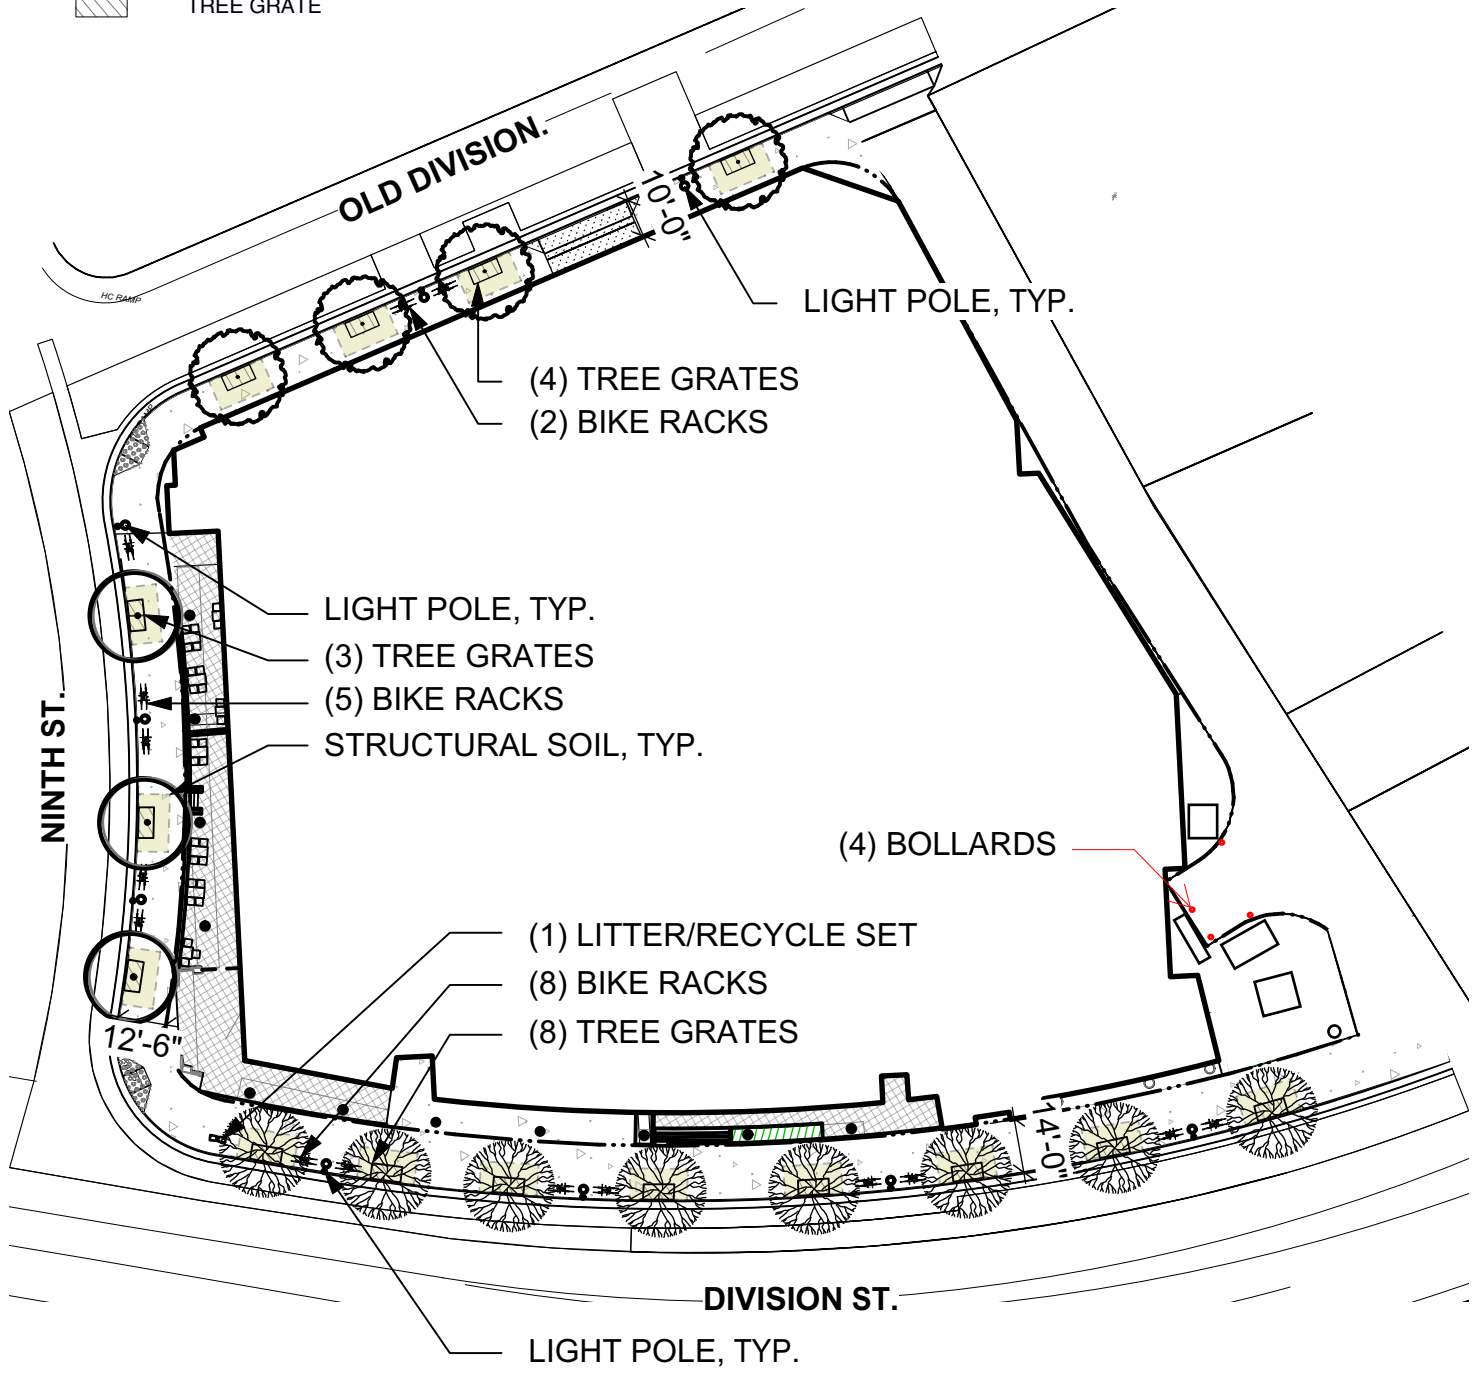 TREE GRATE
OLD DIVISION.
10'-0"
HC RAMP
LIGHT POLE, TYP.
(4) TREE GRATES
(2) BIKE RACKS
LIGHT POLE, TYP.
(3) TREE GRATES
(5) BIKE RACKS
STRUCTURAL SOIL, TYP.
NINTH ST.
(4) BOLLARDS
(1) LITTER/RECYCLE SET
(8) BIKE RACKS
(8) TREE GRATES
12'-6"
14'-0"
DIVISION ST.
LIGHT POLE, TYP.